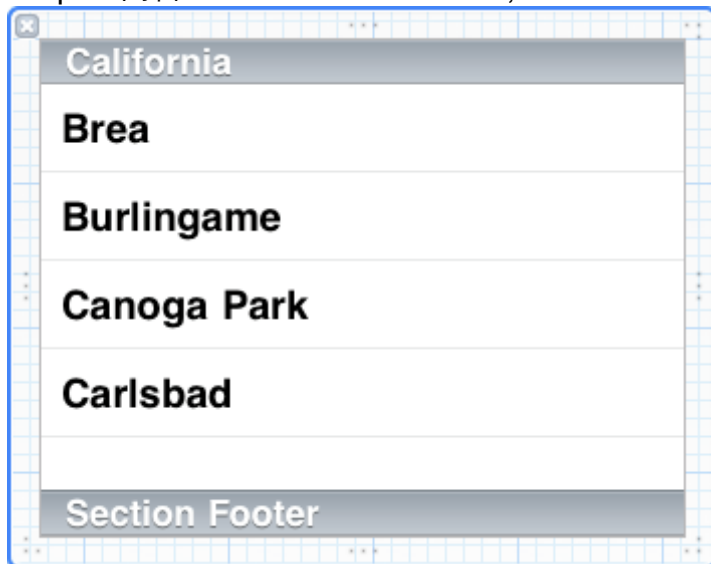 California
Brea
Burlingame
Canoga Park
Carlsbad
Section Footer